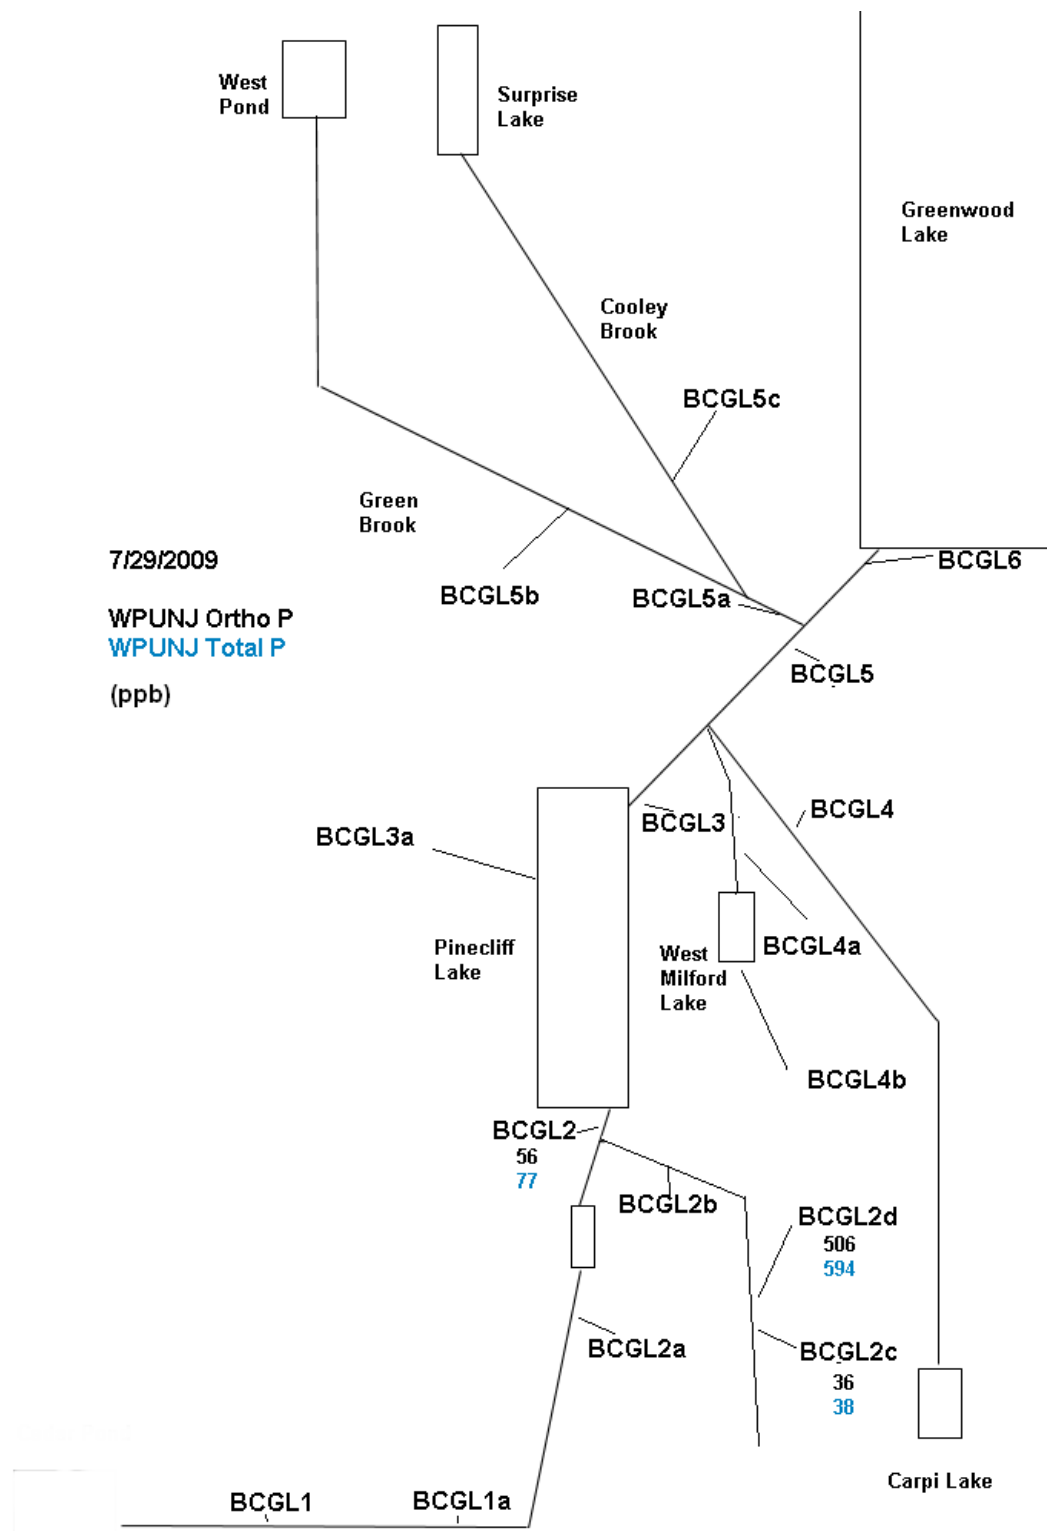 West
Pond
Surprise
Lake
Greenwood
Lake
Cooley
Brook
BCGL5c
Green
Brook
7/29/2009
BCGL5b
BCGL5a
BCGL6
WPUNJ Ortho P
WPUNJ Total P
(ppb)
BCGL5
BCGL3a
BCGL3
BCGL4
Pinecliff
Lake
West
Milford
Lake
BCGL4a
BCGL4b
BCGL2
56
77
BCGL2b
BCGL2d
506
594
BCGL2a
BCGL2c
36
38
Carpi Lake
BCGL1
BCGL1a